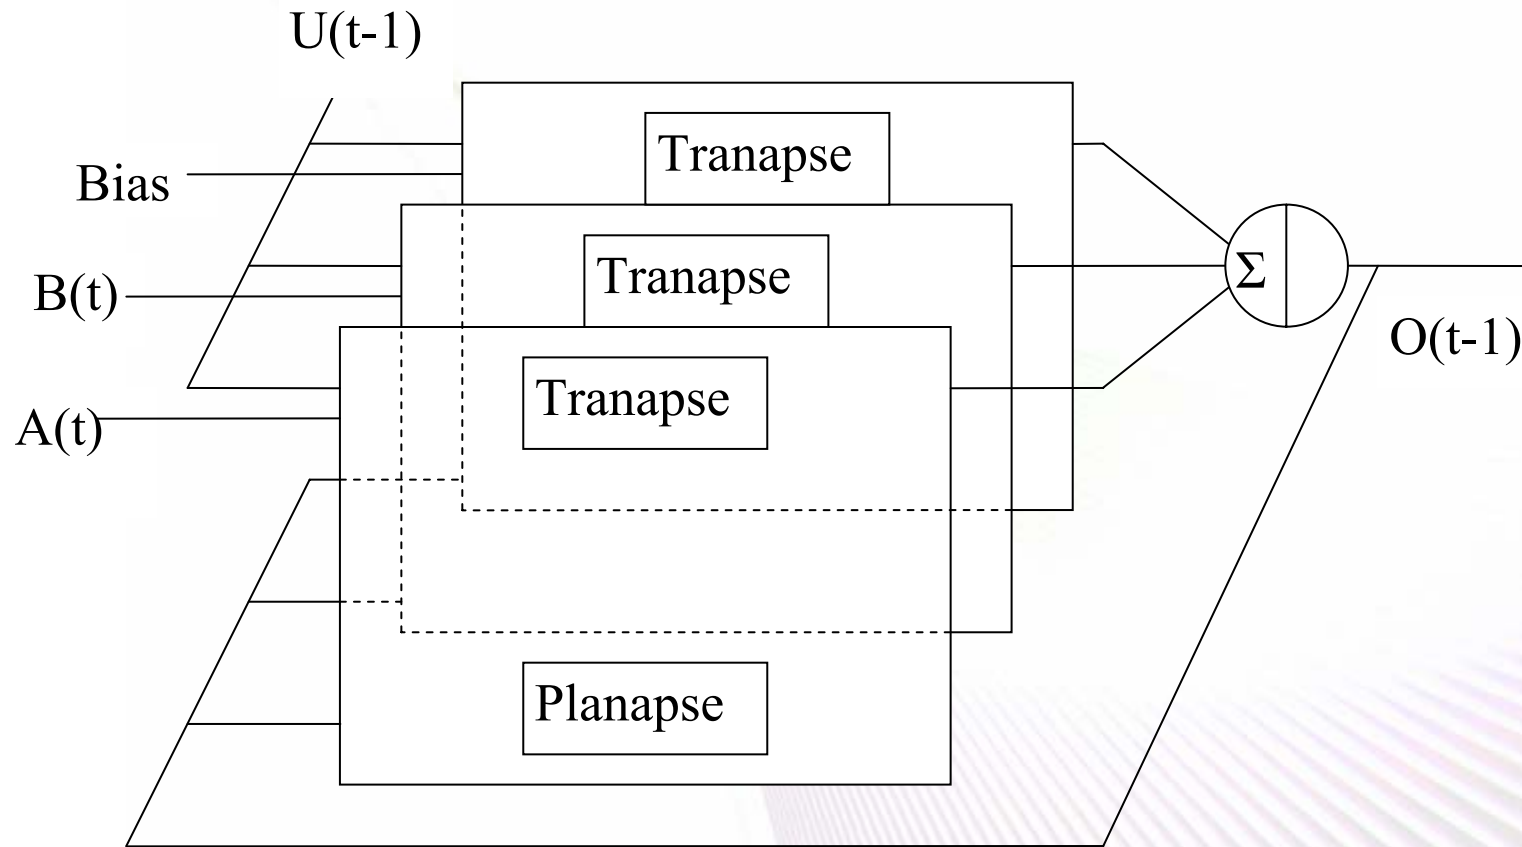 U(t-1)
Tranapse
Bias
Tranapse
B(t)
Σ
O(t-1)
Tranapse
A(t)
Planapse